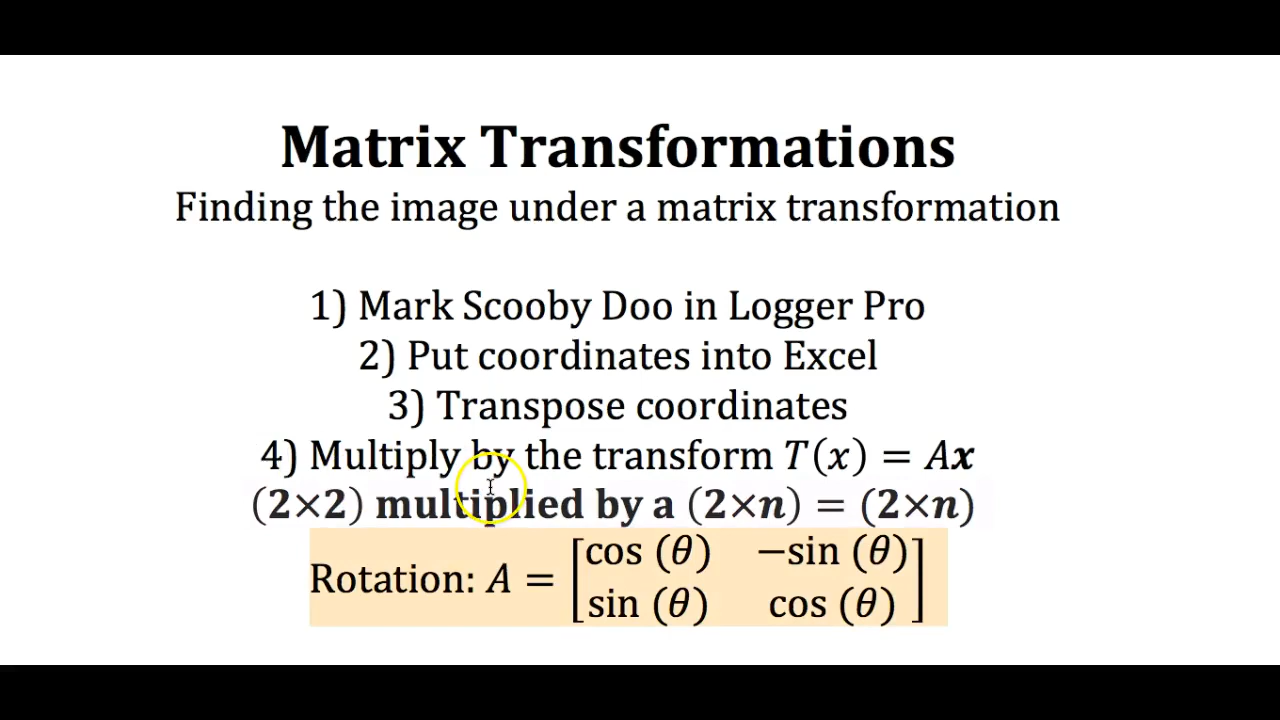 Matrix Transformations
Finding the image under a matrix transformation
1) Mark Scooby Doo in Logger Pro
2) Put coordinates into Excel
3) Transpose coordinates
4) Multiply by the transform T(x) = Ax
(2×2) multiplied by a (2×n) = (2×n)
Rotation: A = [cos (θ) −sin (θ)
sin (θ) cos (θ)]